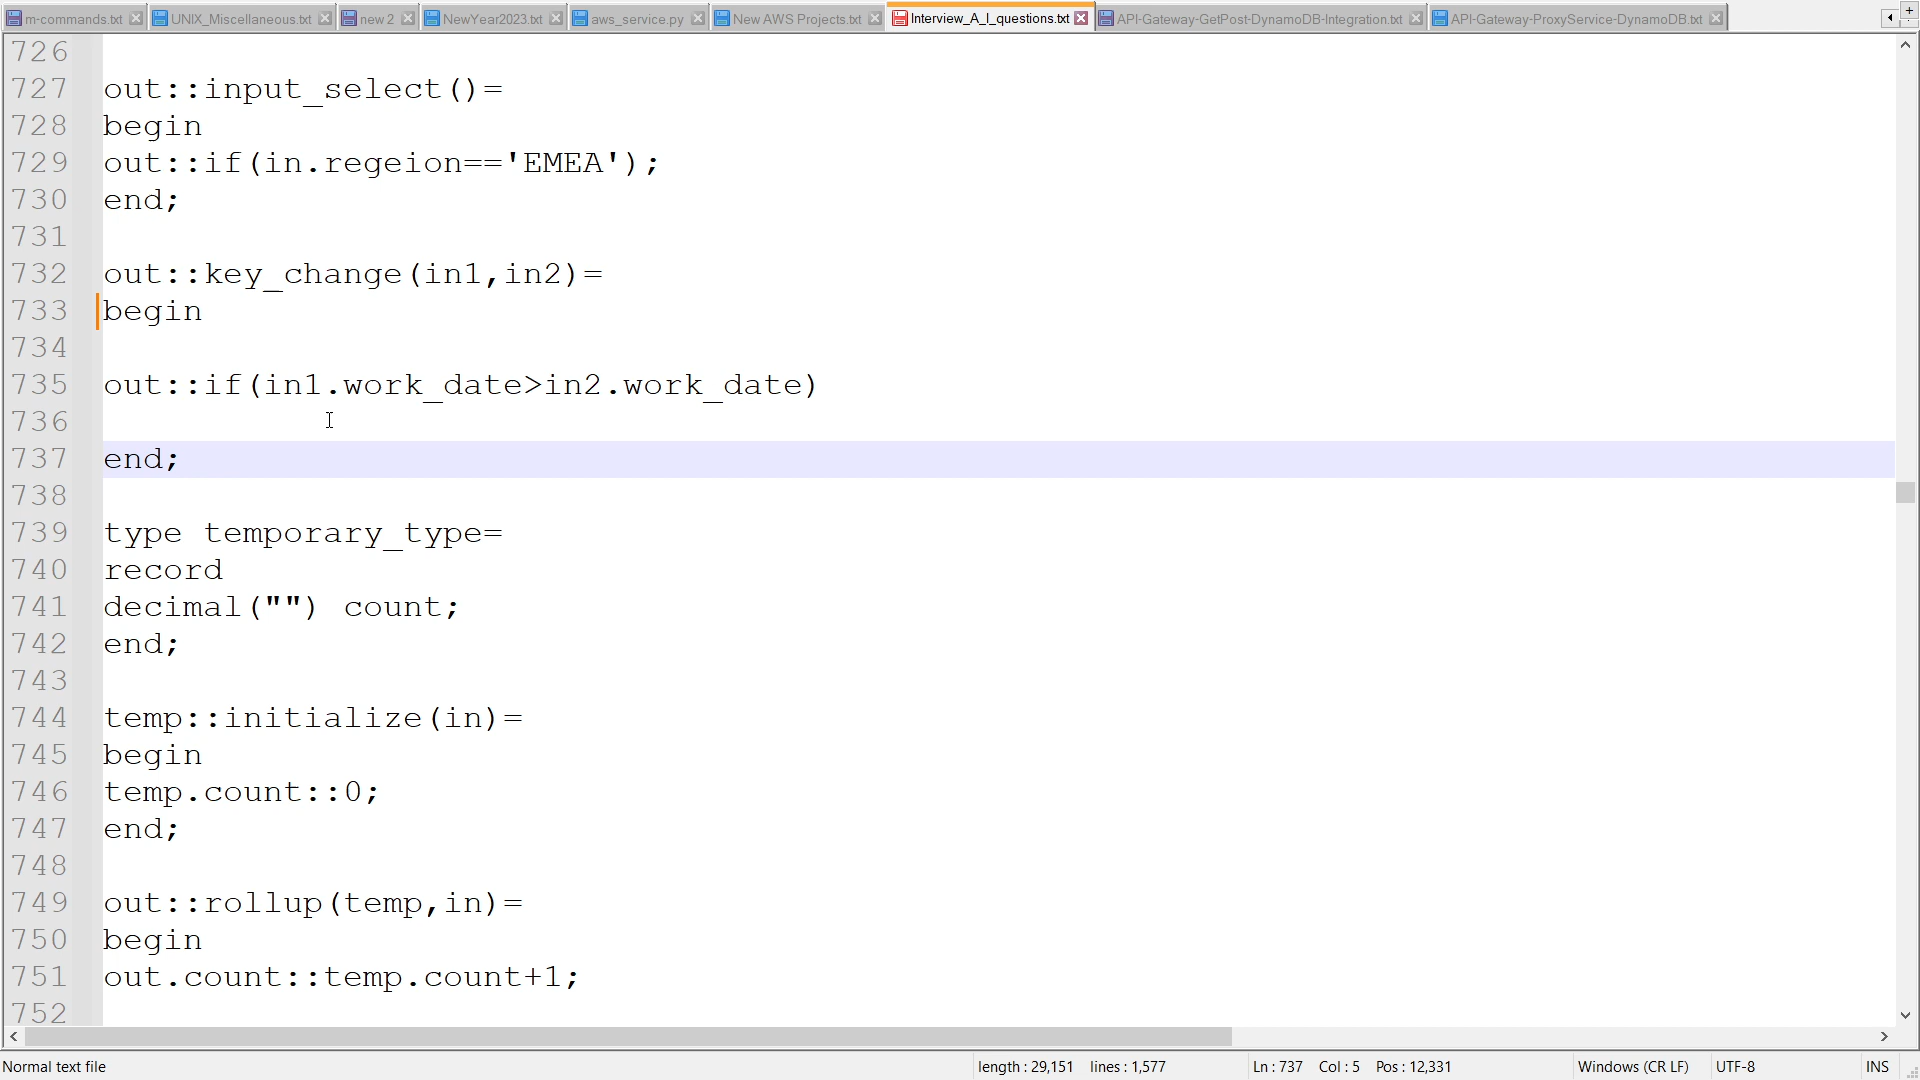 m-commands.txt UNIX_Miscellaneous.txt new 2 NewYear2023.txt aws_service.py New AWS Projects.txt Interview_A_I_questions.txt API-Gateway-GetPost-DynamoDB-Integration.txt API-Gateway-ProxyService-DynamoDB.txt
726
727 out::input_select()=
728 begin
729 out::if(in.regeion=='EMEA');
730 end;
731
732 out::key_change(in1,in2)=
733 begin
734
735 out::if(in1.work_date>in2.work_date)
736
737 end;
738
739 type temporary_type=
740 record
741 decimal("") count;
742 end;
743
744 temp::initialize(in)=
745 begin
746 temp.count::0;
747 end;
748
749 out::rollup(temp,in)=
750 begin
751 out.count::temp.count+1;
752
Normal text file length : 29,151 lines : 1,577 Ln : 737 Col : 5 Pos : 12,331 Windows (CR LF) UTF-8 INS